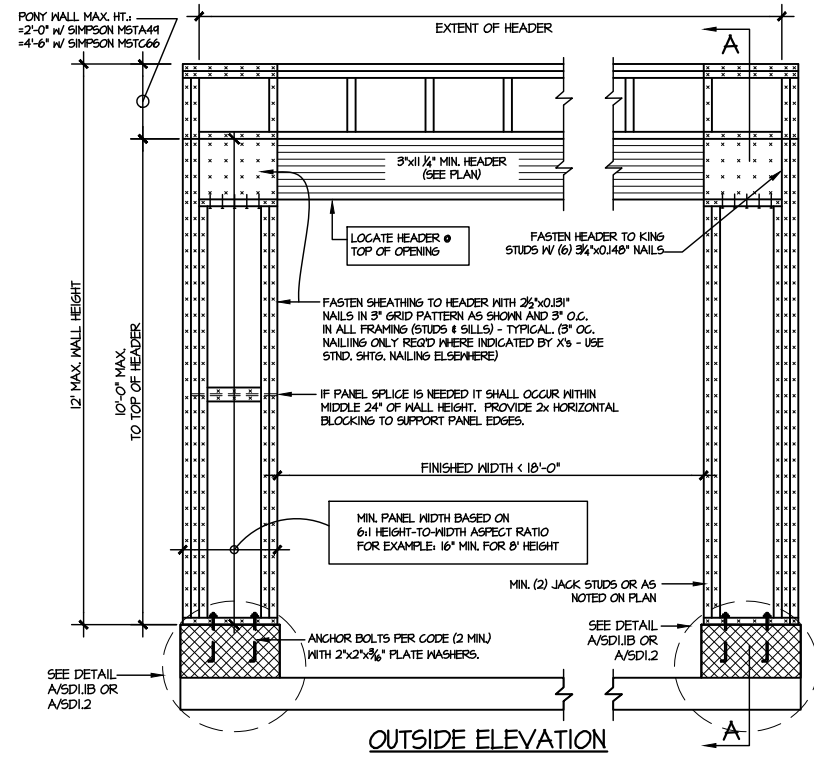 PONY WALL MAX. HT.:
=2'-0" W/ SIMPSON MSTA49
=4'-6" W/ SIMPSON MSTC66
EXTENT OF HEADER
A
3"x11 1/4" MIN. HEADER
(SEE PLAN)
LOCATE HEADER @
TOP OF OPENING
FASTEN HEADER TO KING
STUDS W/ (6) 3 1/4"x0.148" NAILS
12' MAX. WALL HEIGHT
10'-0" MAX.
TO TOP OF HEADER
FASTEN SHEATHING TO HEADER WITH 2 1/2"x0.131"
NAILS IN 3" GRID PATTERN AS SHOWN AND 3" O.C.
IN ALL FRAMING (STUDS & SILLS) - TYPICAL. (3" OC.
NAILIING ONLY REQ'D WHERE INDICATED BY X's - USE
STND. SHTG. NAILING ELSEWHERE)
IF PANEL SPLICE IS NEEDED IT SHALL OCCUR WITHIN
MIDDLE 24" OF WALL HEIGHT. PROVIDE 2x HORIZONTAL
BLOCKING TO SUPPORT PANEL EDGES.
FINISHED WIDTH < 18'-0"
MIN. PANEL WIDTH BASED ON
6:1 HEIGHT-TO-WIDTH ASPECT RATIO
FOR EXAMPLE: 16" MIN. FOR 8' HEIGHT
MIN. (2) JACK STUDS OR AS
NOTED ON PLAN
ANCHOR BOLTS PER CODE (2 MIN.)
WITH 2"x2"x3/16" PLATE WASHERS.
SEE DETAIL
A/SD1.1B OR
A/SD1.2
SEE DETAIL
A/SD1.1B OR
A/SD1.2
A
OUTSIDE ELEVATION